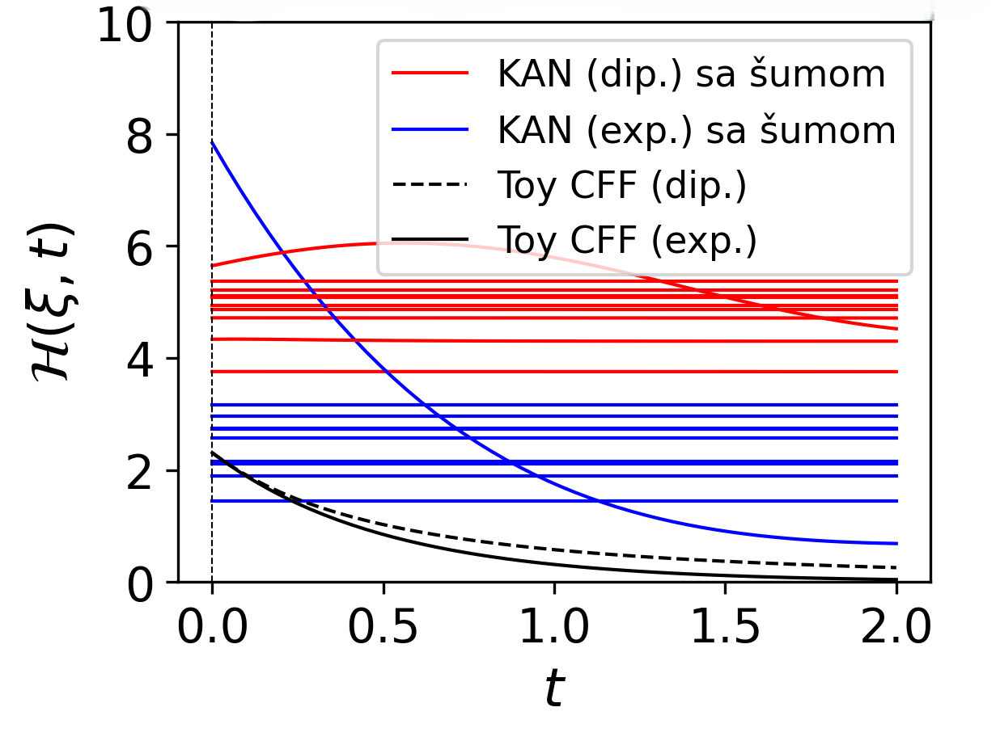 10
8
6
4
2
0
ℋ(ξ, t)
KAN (dip.) sa šumom
KAN (exp.) sa šumom
Toy CFF (dip.)
Toy CFF (exp.)
0.0 0.5 1.0 1.5 2.0
t